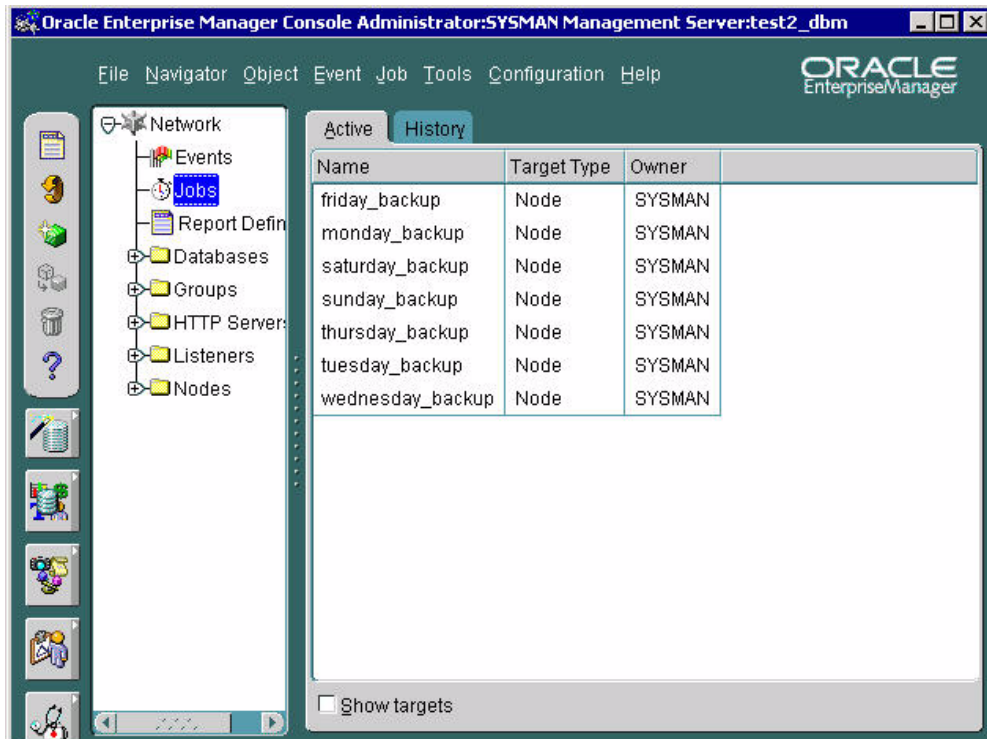 Oracle Enterprise Manager Console Administrator:SYSMAN Management Server:test2_dbm
File Navigator Object Event Job Tools Configuration Help
ORACLE
EnterpriseManager
Network
Events
Jobs
Report Defin
Databases
Groups
HTTP Server
Listeners
Nodes
Active History
Name Target Type Owner
friday_backup Node SYSMAN
monday_backup Node SYSMAN
saturday_backup Node SYSMAN
sunday_backup Node SYSMAN
thursday_backup Node SYSMAN
tuesday_backup Node SYSMAN
wednesday_backup Node SYSMAN
Show targets